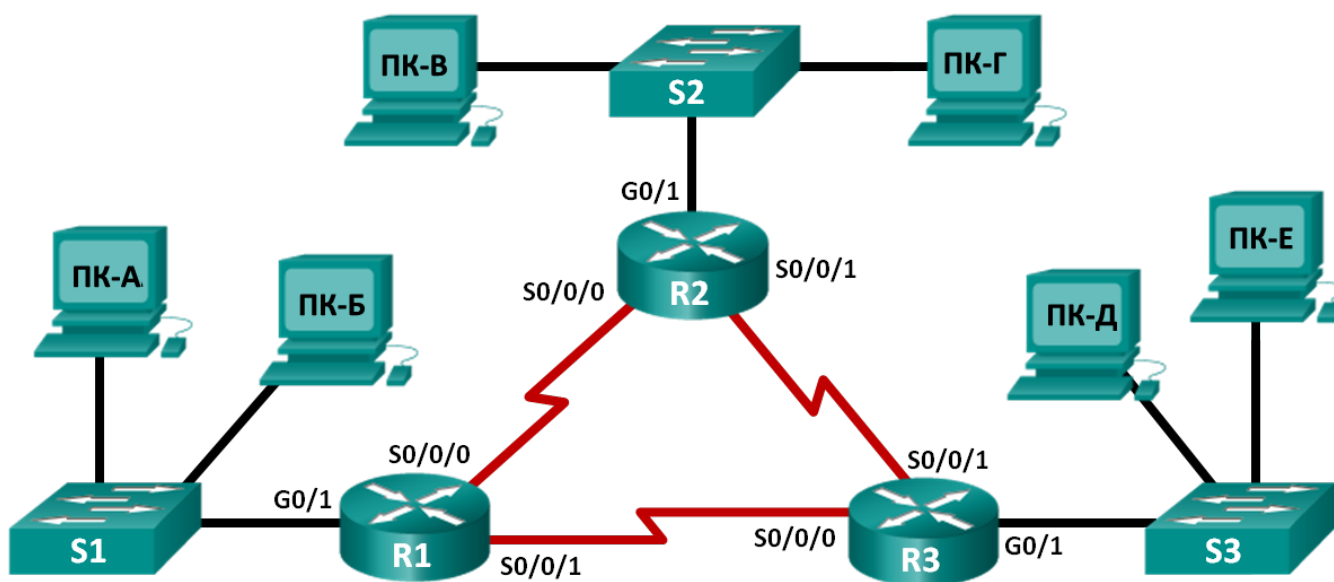 ПК-В
S2
ПК-Г
G0/1
ПК-А
ПК-Б
S0/0/0
R2
S0/0/1
ПК-Е
ПК-Д
S0/0/0
S0/0/1
G0/1
S1
R1
S0/0/1
S0/0/0
R3
G0/1
S3